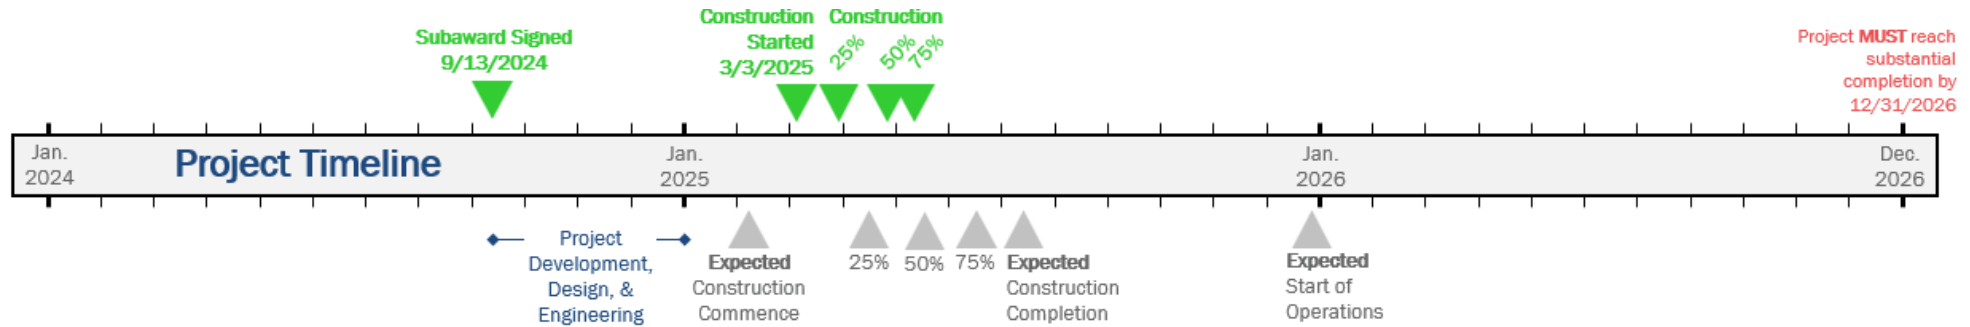 Subaward Signed
9/13/2024
Construction
Started
3/3/2025
Construction
25%
50%
75%
Project MUST reach
substantial
completion by
12/31/2026
Jan.
2024
Project Timeline
Jan.
2025
Jan.
2026
Dec.
2026
Project
Development,
Design, &
Engineering
Expected
Construction
Commence
25%
50%
75%
Expected
Construction
Completion
Expected
Start of
Operations